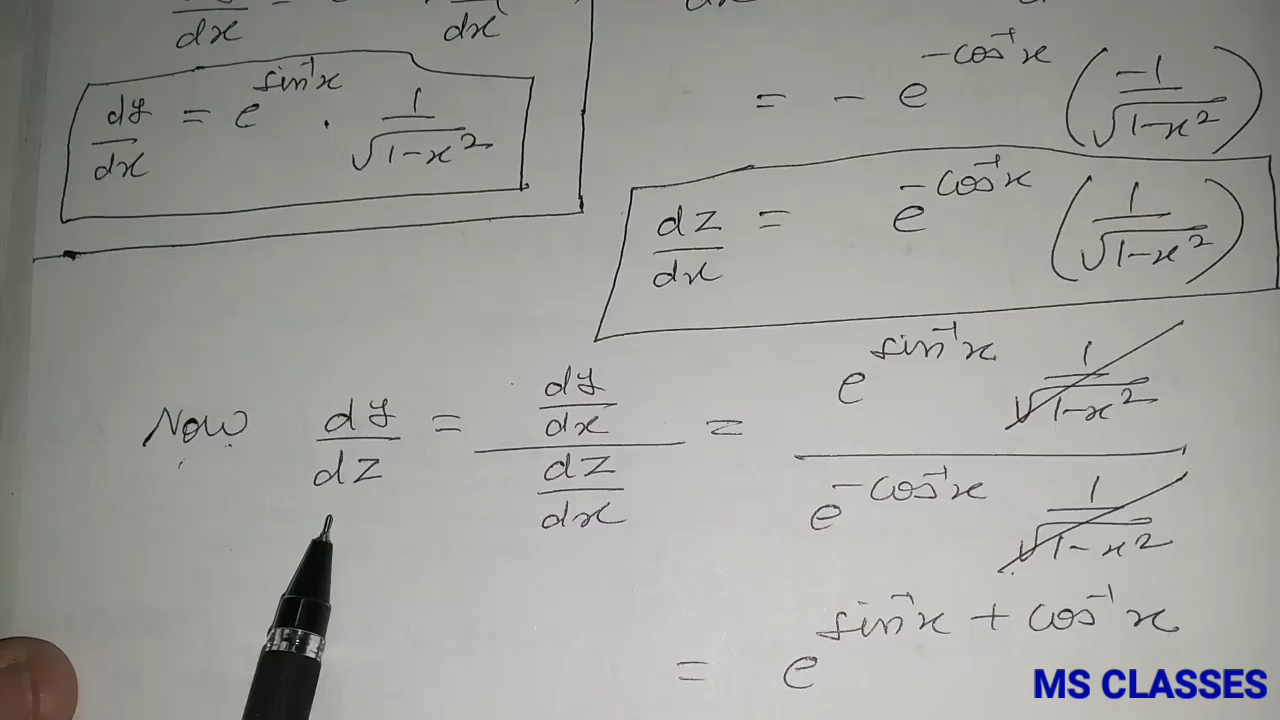 dx dx
dy/dx = e^(sin⁻¹x) · 1/√(1-x²)
= - e^(-cos⁻¹x) (-1/√(1-x²))
dz/dx = e^(-cos⁻¹x) (1/√(1-x²))
Now dy/dz = (dy/dx)/(dz/dx) = (e^(sin⁻¹x) 1/√(1-x²))/(e^(-cos⁻¹x) 1/√(1-x²))
= e^(sin⁻¹x + cos⁻¹x)
MS CLASSES